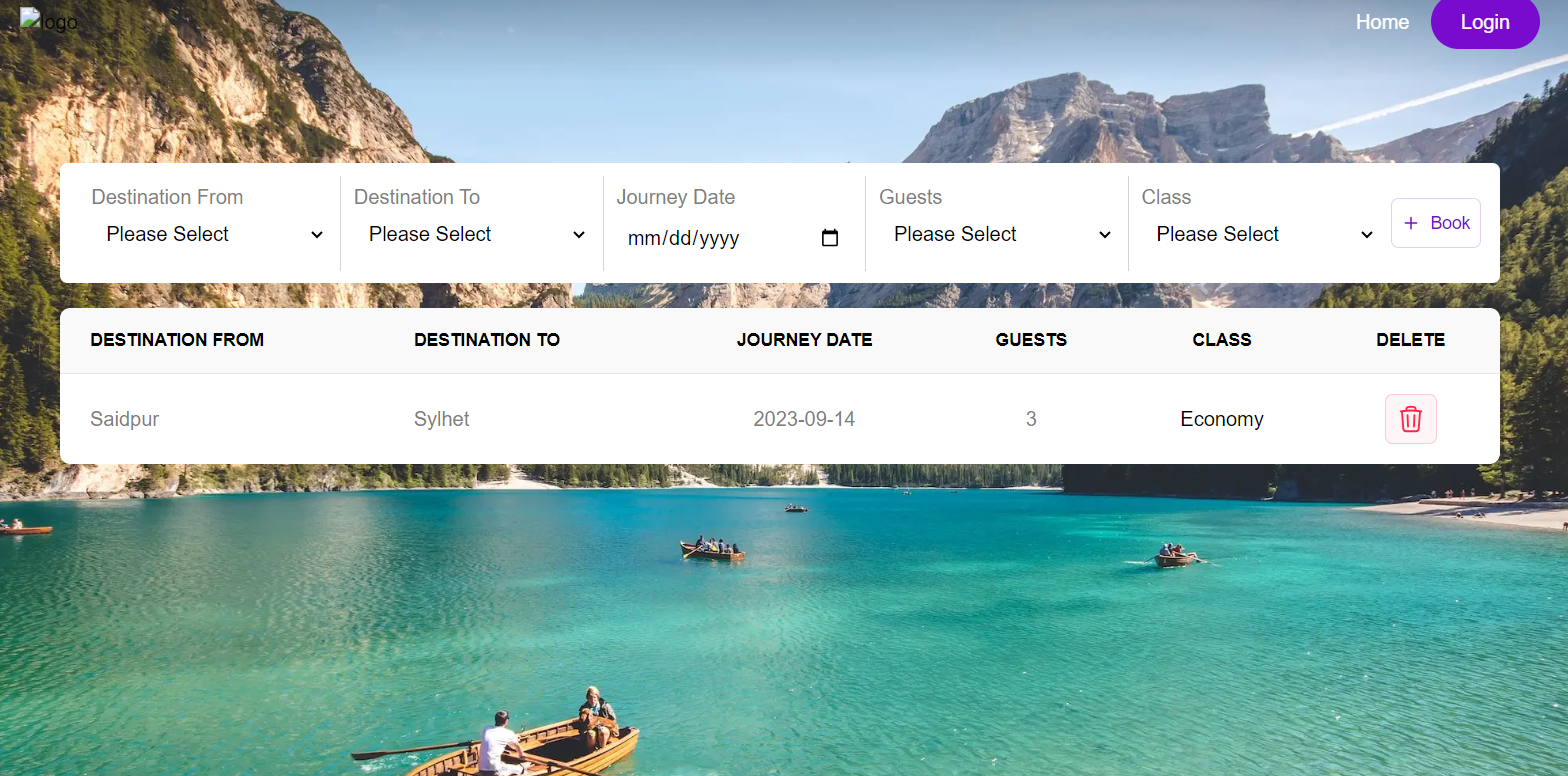 logo
Home
Login
Destination From
Destination To
Journey Date
Guests
Class
Please Select
Please Select
mm/dd/yyyy
Please Select
Please Select
+ Book
DESTINATION FROM
DESTINATION TO
JOURNEY DATE
GUESTS
CLASS
DELETE
Saidpur
Sylhet
2023-09-14
3
Economy